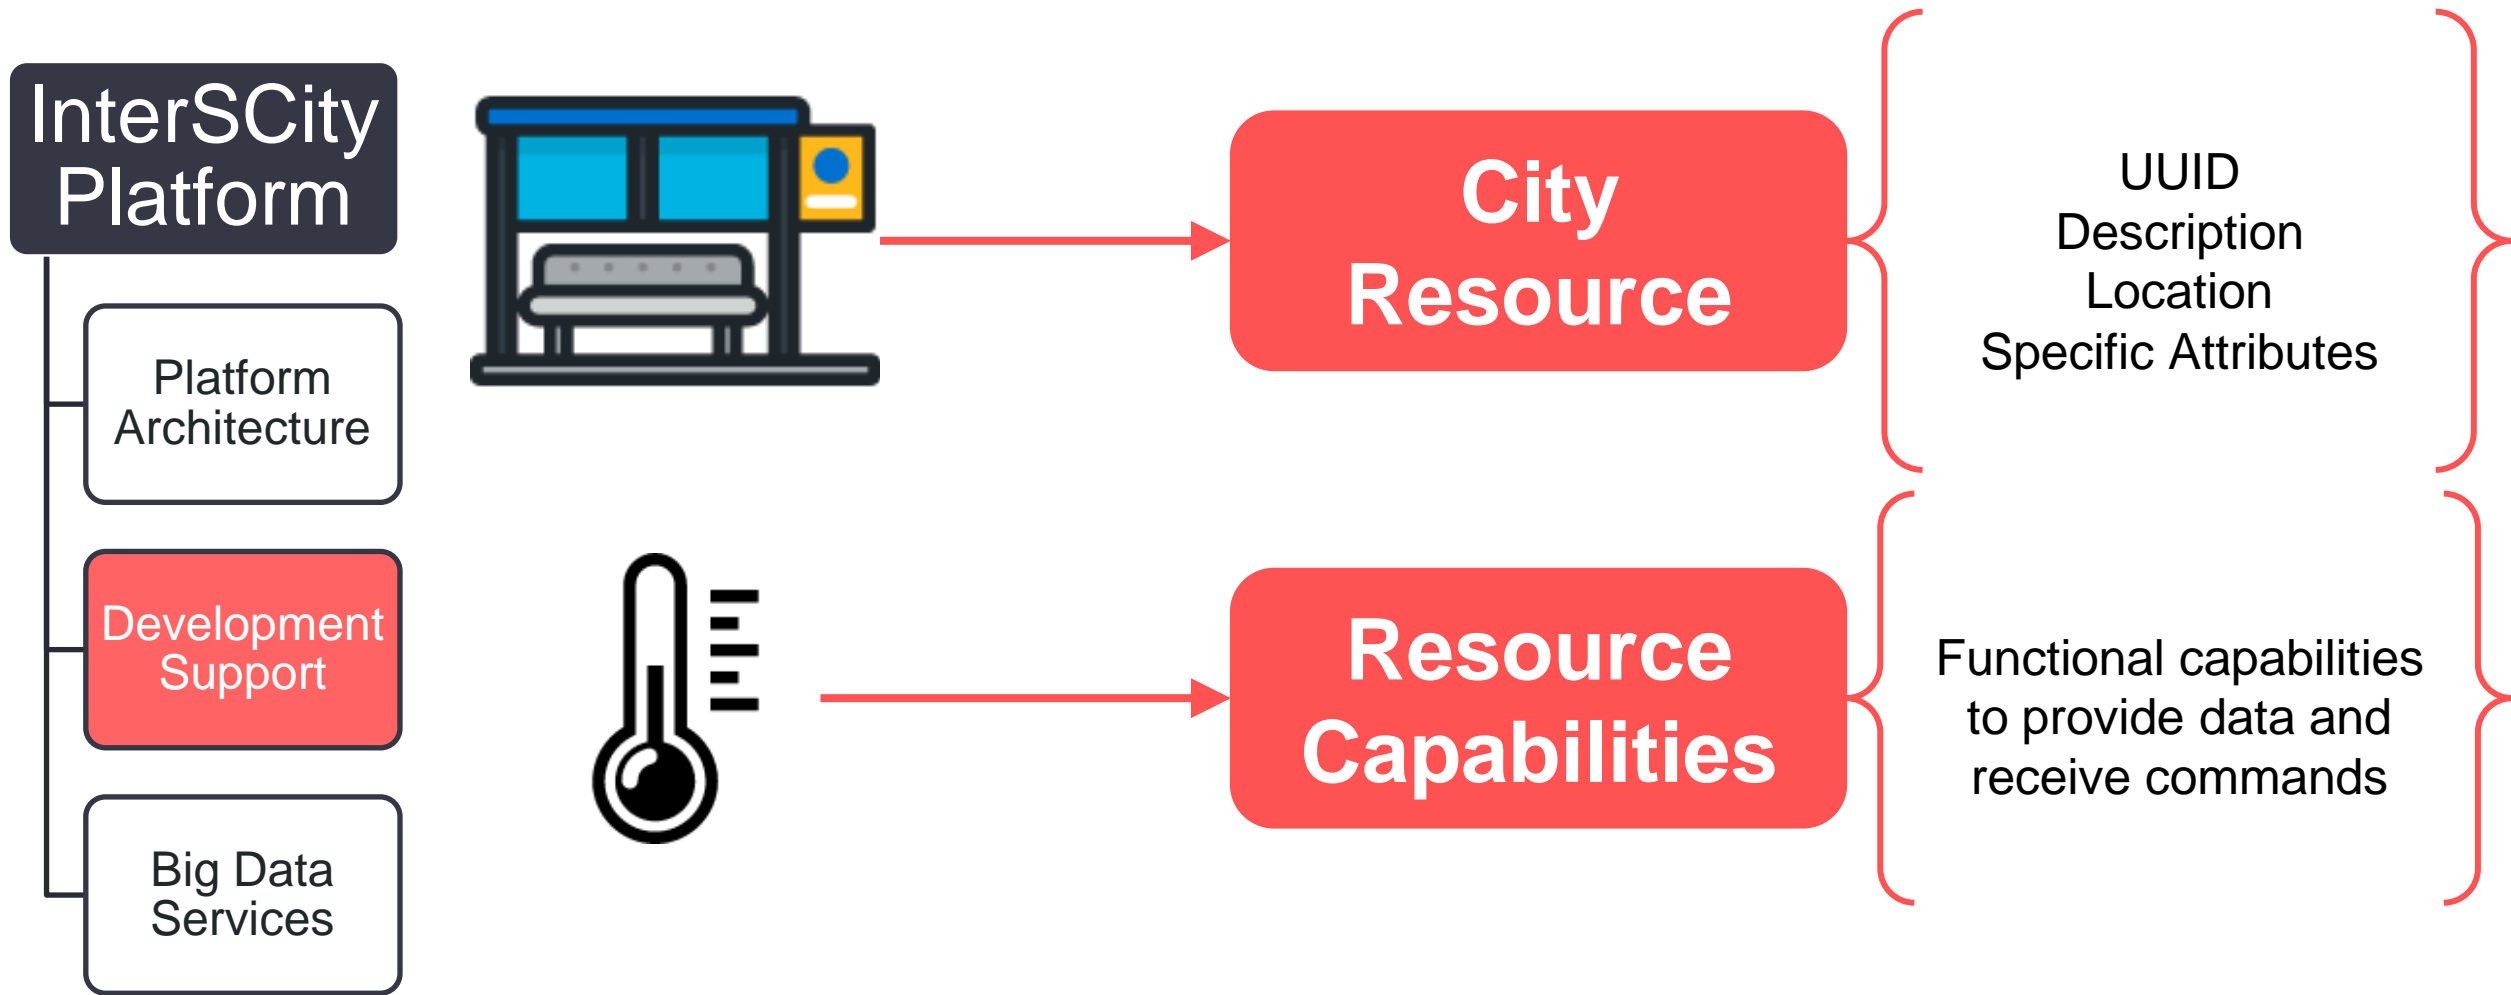 InterSCity
Platform
Platform
Architecture
Development
Support
Big Data
Services
City
Resource
UUID
Description
Location
Specific Attributes
Resource
Capabilities
Functional capabilities
to provide data and
receive commands